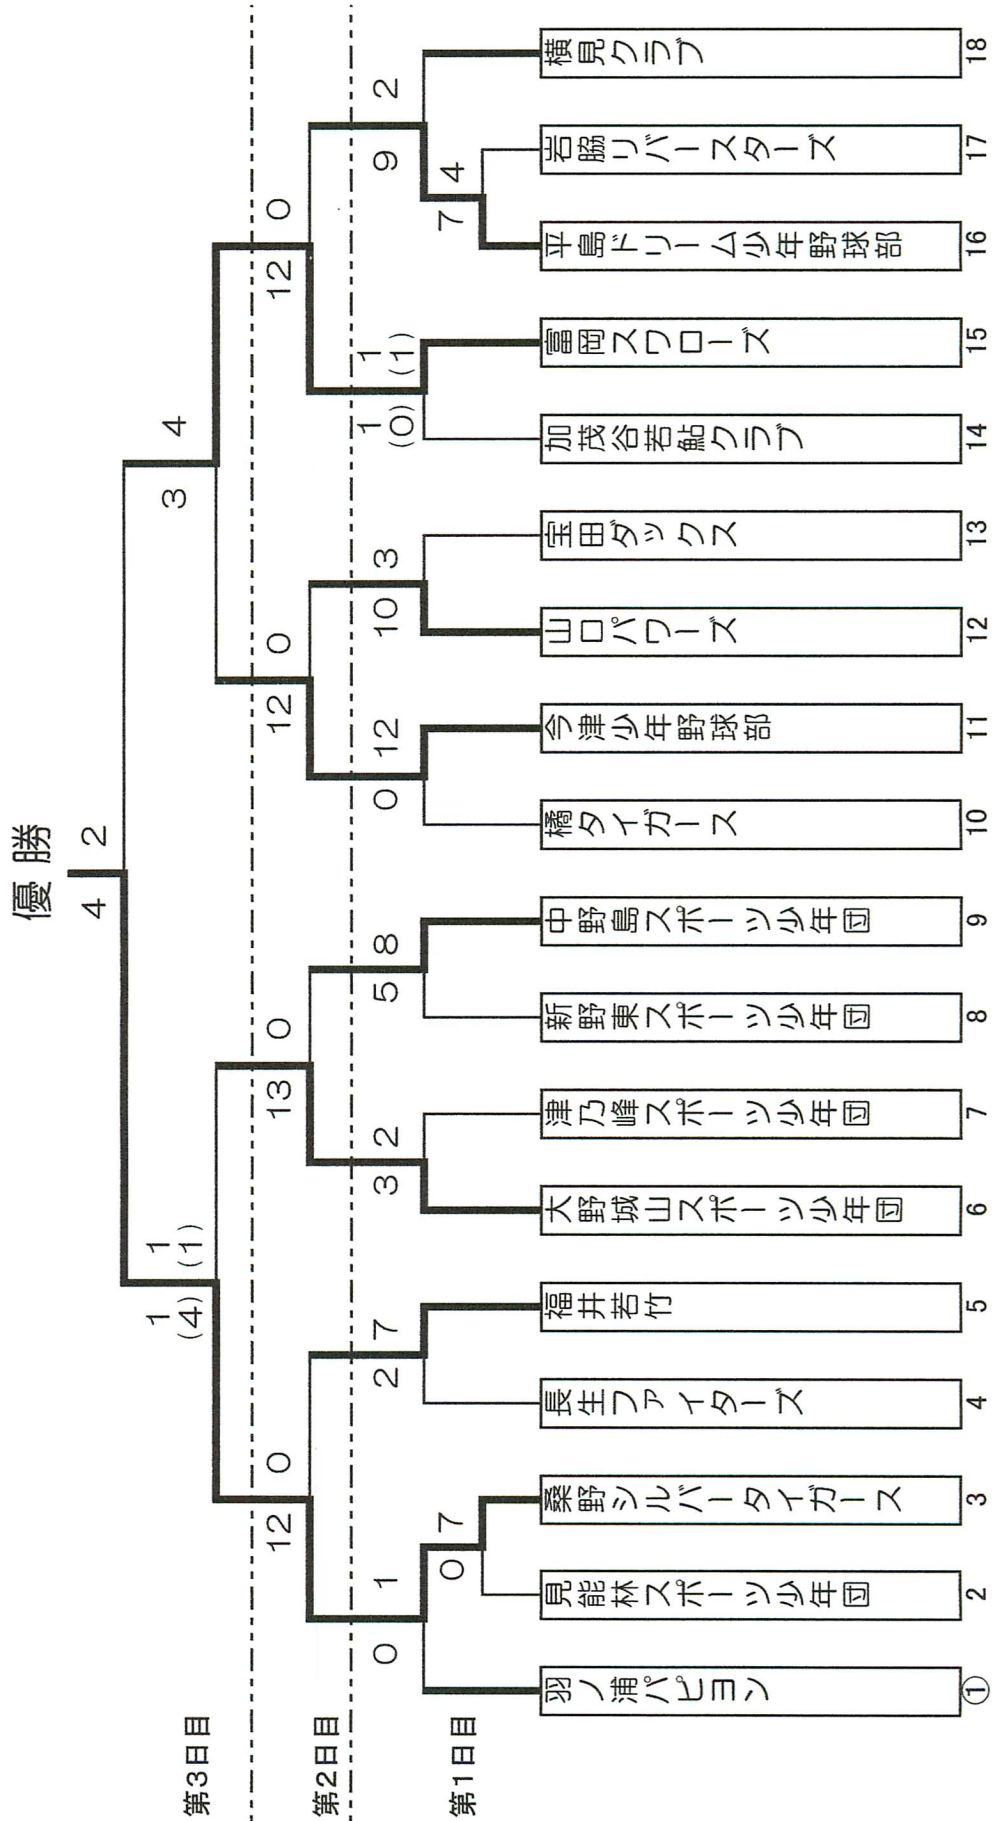 優勝
4 2
第3日目
1 1
(4) (1)
3 4
第2日目
12 0
13 0
12 0
12 0
第1日目
0 1
2 7
3 2
5 8
0 12
10 3
1 1
(0) (1)
9 2
0 7
7 4
羽ノ浦パピヨン
見能林スポーツ少年団
桑野シルバータイガース
長生ファイターズ
福井若竹
大野城山スポーツ少年団
津乃峰スポーツ少年団
新野東スポーツ少年団
中野島スポーツ少年団
橘タイガース
今津少年野球部
山口パワーズ
宝田ダックス
加茂谷若鮎クラブ
富岡スワローズ
平島ドリーム少年野球部
岩脇リバースターズ
横見クラブ
① 2 3 4 5 6 7 8 9 10 11 12 13 14 15 16 17 18